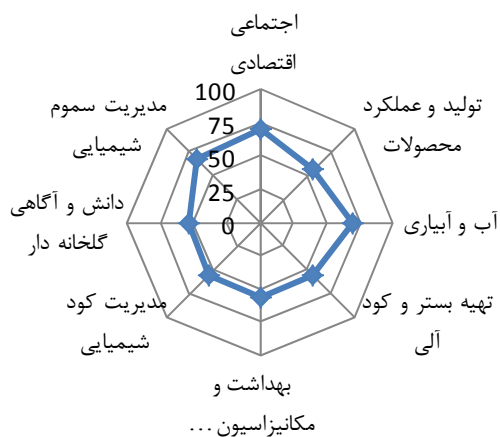 اجتماعی
اقتصادی
تولید و عملکرد
محصولات
آب و آبیاری
تهیه بستر و کود
آلی
بهداشت و
مکانیزاسیون ...
مدیریت کود
شیمیایی
دانش و آگاهی
گلخانه دار
مدیریت سموم
شیمیایی
100
75
50
25
0